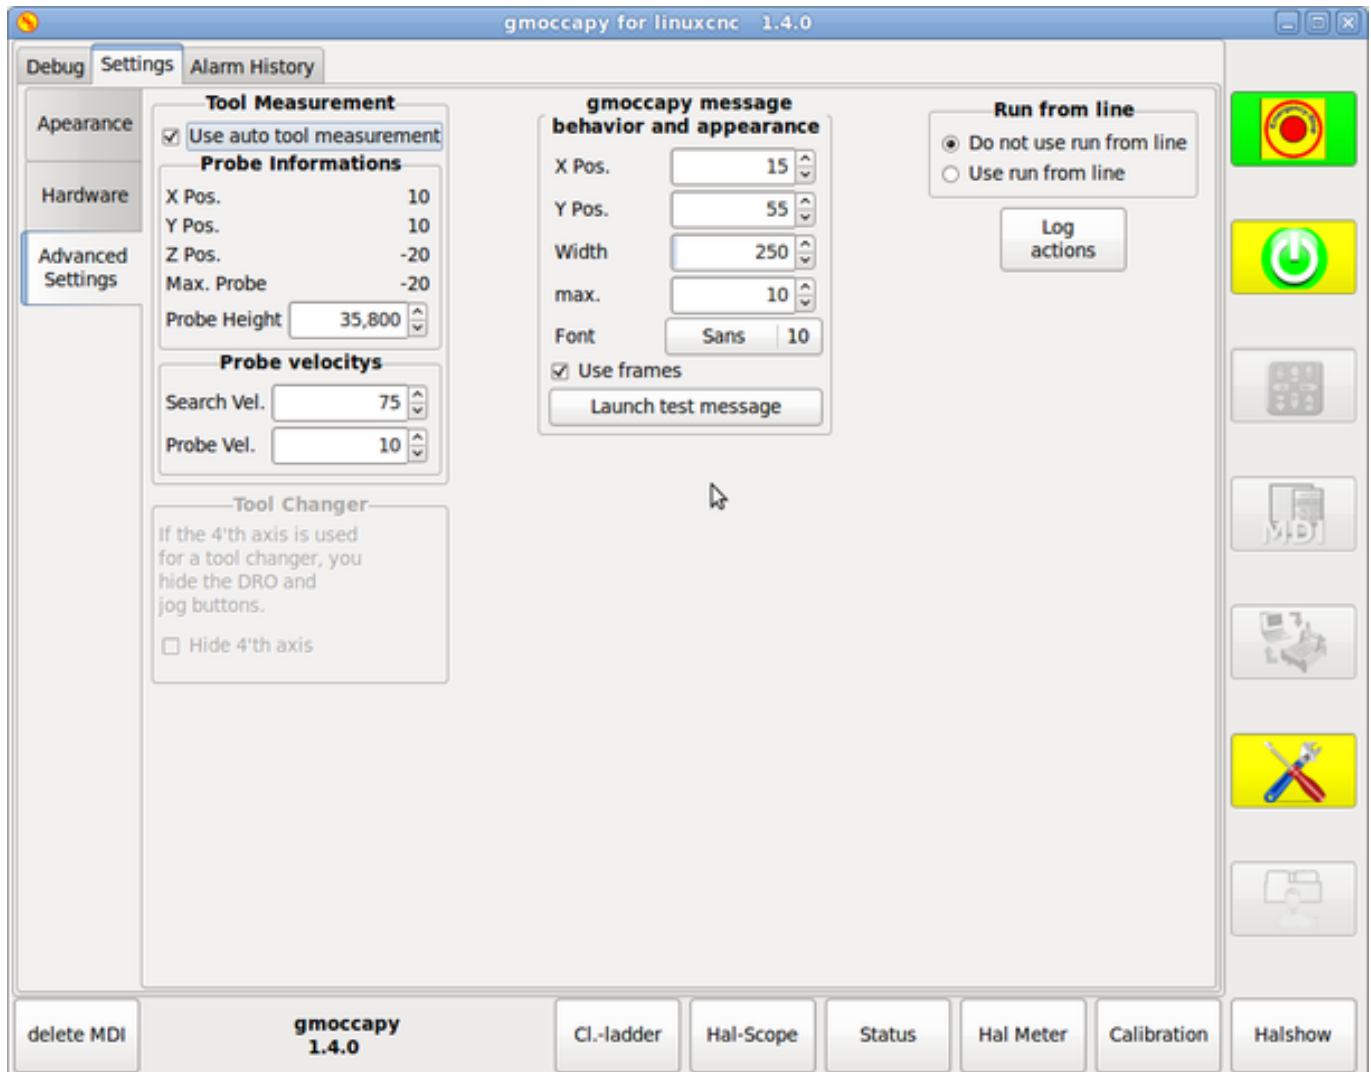 gmoccapy for linuxcnc 1.4.0
Debug Settings Alarm History
Apearance
Hardware
Advanced
Settings
Tool Measurement
Use auto tool measurement
Probe Informations
X Pos. 10
Y Pos. 10
Z Pos. -20
Max. Probe -20
Probe Height 35,800
Probe velocitys
Search Vel. 75
Probe Vel. 10
Tool Changer
If the 4'th axis is used
for a tool changer, you
hide the DRO and
jog buttons.
Hide 4'th axis
gmoccapy message
behavior and appearance
X Pos. 15
Y Pos. 55
Width 250
max. 10
Font Sans 10
Use frames
Launch test message
Run from line
Do not use run from line
Use run from line
Log
actions
MDI
delete MDI
gmoccapy
1.4.0
Cl.-ladder
Hal-Scope
Status
Hal Meter
Calibration
Halshow